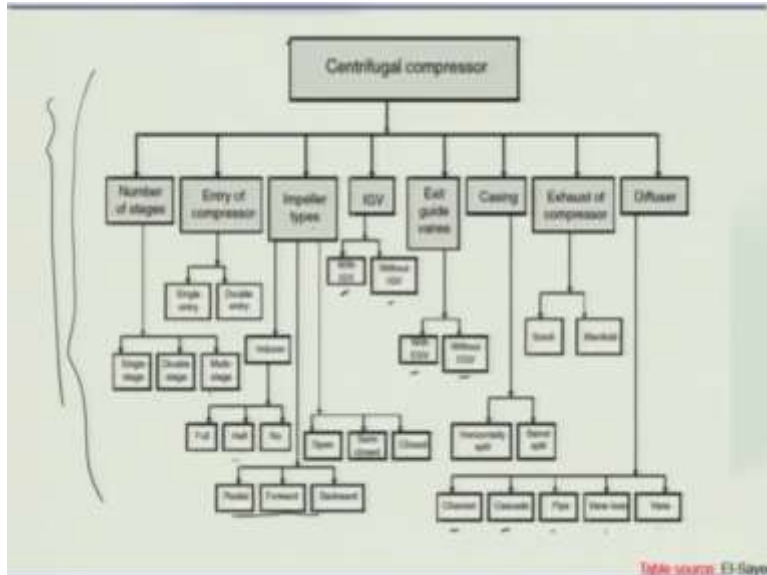 Centrifugal compressor
Number
of stages
Entry of
compressor
Impeller
types
IGV
Exit
guide
vanes
Casing
Exhaust of
compressor
Diffuser
With
IGV
Without
IGV
Single
entry
Double
entry
With
EGV
Without
EGV
Scroll
Manifold
Inducer
Single
stage
Double
stage
Multi-
stage
Full
Half
No
Open
Semi
closed
Closed
Horizontally
split
Barrel
split
Radial
Forward
Backward
Channel
Cascade
Pipe
Vane less
Vane
Table source: El-Saye